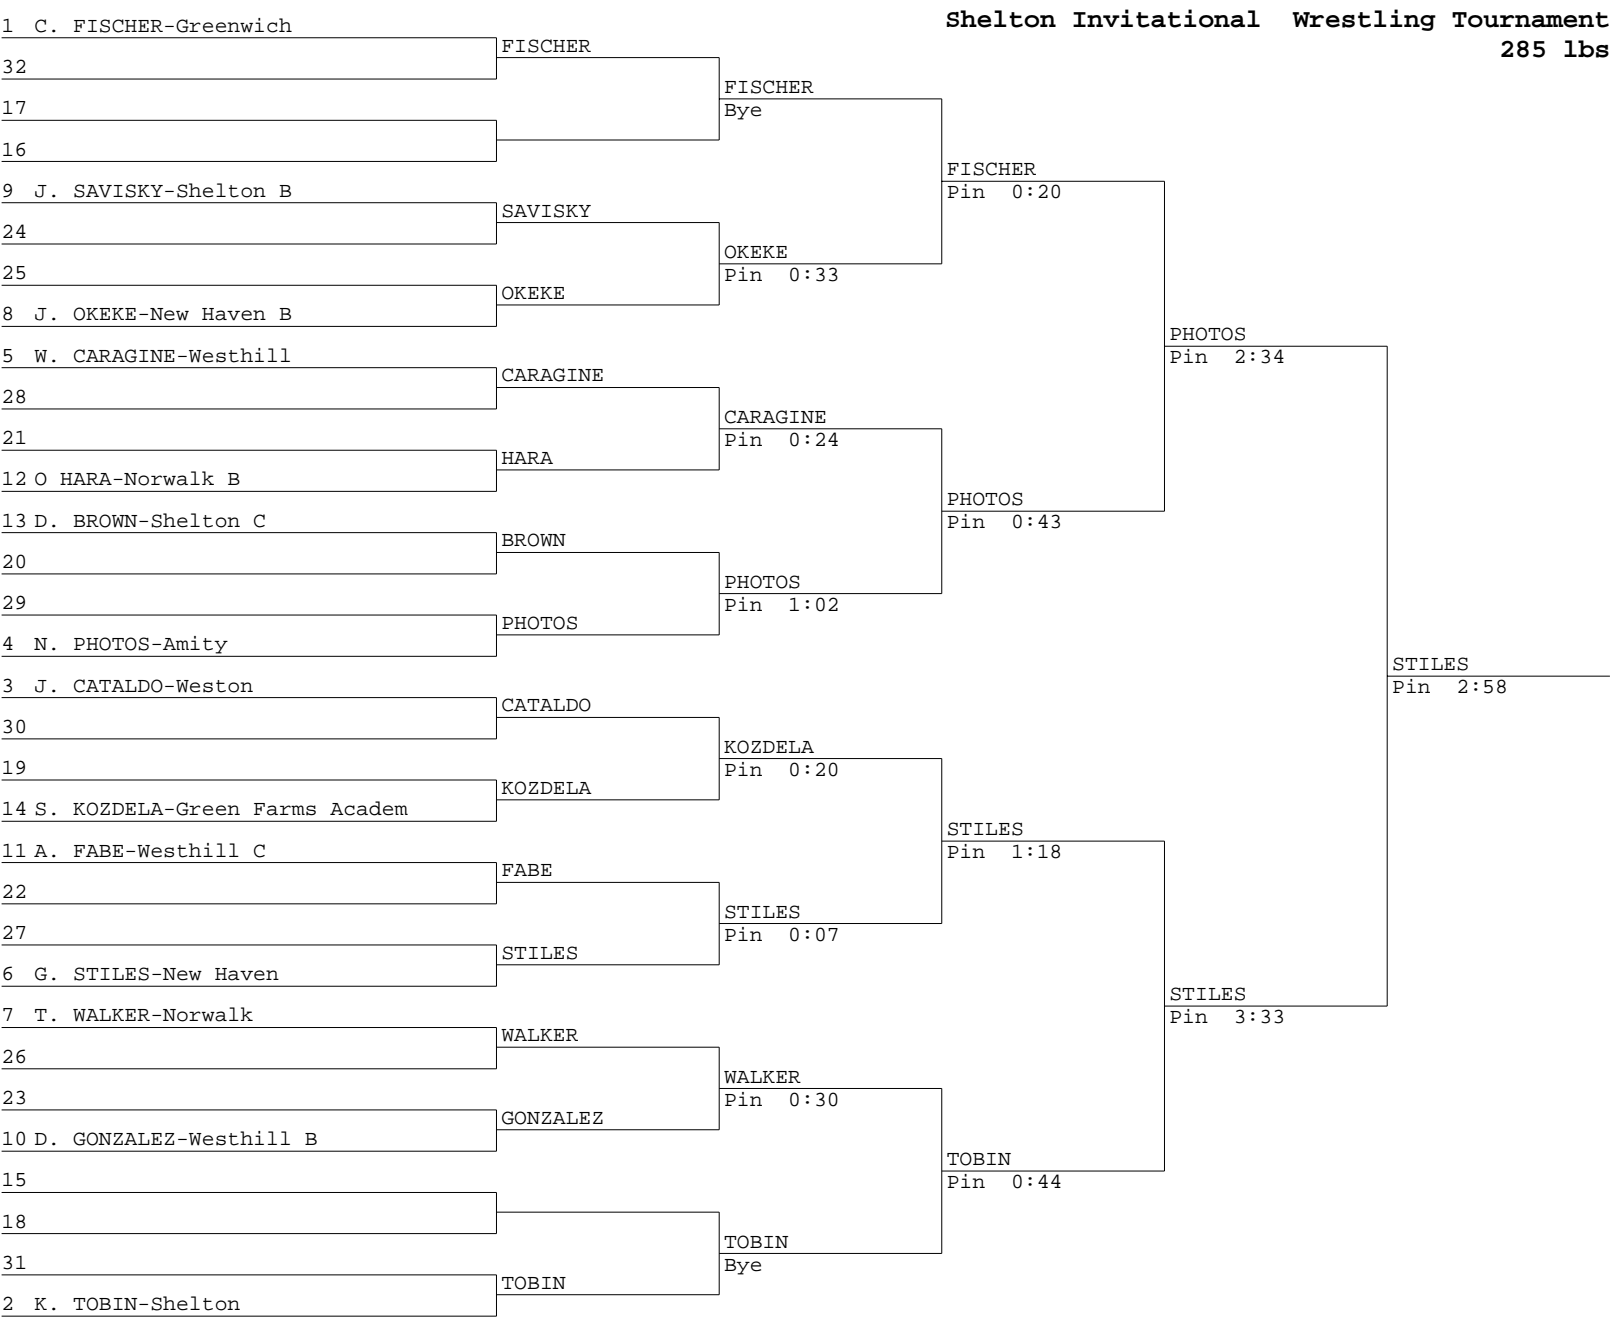 Shelton Invitational  Wrestling Tournament
285 lbs
1 C. FISCHER-Greenwich
32
17
16
9 J. SAVISKY-Shelton B
24
25
8 J. OKEKE-New Haven B
5 W. CARAGINE-Westhill
28
21
12 O HARA-Norwalk B
13 D. BROWN-Shelton C
20
29
4 N. PHOTOS-Amity
3 J. CATALDO-Weston
30
19
14 S. KOZDELA-Green Farms Academ
11 A. FABE-Westhill C
22
27
6 G. STILES-New Haven
7 T. WALKER-Norwalk
26
23
10 D. GONZALEZ-Westhill B
15
18
31
2 K. TOBIN-Shelton
FISCHER
SAVISKY
OKEKE
CARAGINE
HARA
BROWN
PHOTOS
CATALDO
KOZDELA
FABE
STILES
WALKER
GONZALEZ
TOBIN
FISCHER
Bye
OKEKE
Pin 0:33
CARAGINE
Pin 0:24
PHOTOS
Pin 1:02
KOZDELA
Pin 0:20
STILES
Pin 0:07
WALKER
Pin 0:30
TOBIN
Bye
FISCHER
Pin 0:20
PHOTOS
Pin 0:43
STILES
Pin 1:18
TOBIN
Pin 0:44
PHOTOS
Pin 2:34
STILES
Pin 3:33
STILES
Pin 2:58